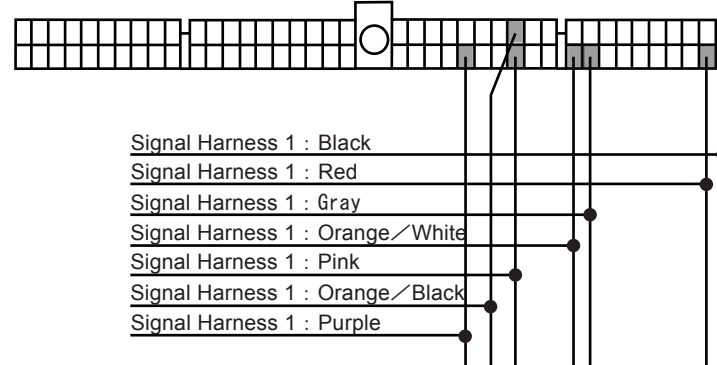 Signal Harness 1：Black
Signal Harness 1：Red
Signal Harness 1：Gray
Signal Harness 1：Orange／White
Signal Harness 1：Pink
Signal Harness 1：Orange／Black
Signal Harness 1：Purple